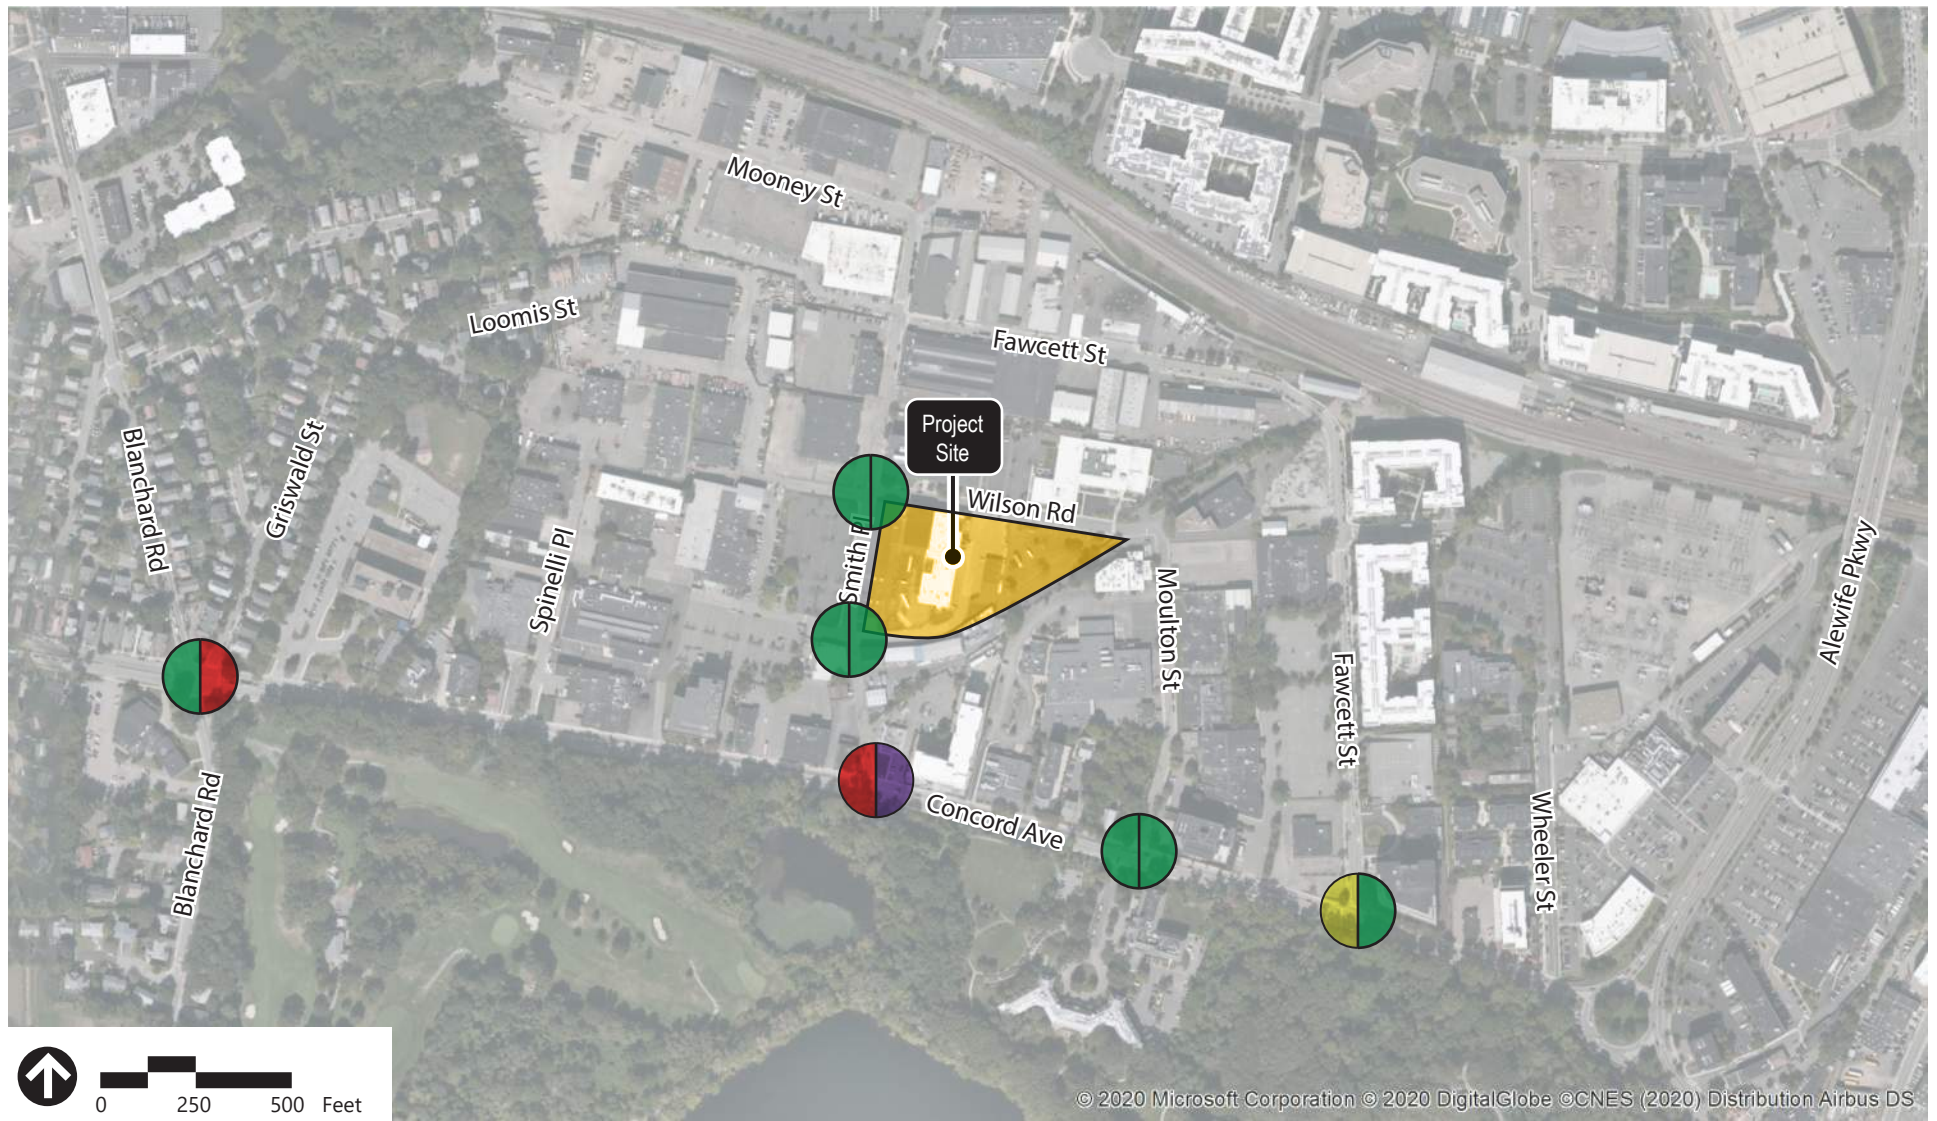 Mooney St
Loomis St
Fawcett St
Project
Site
Wilson Rd
Blanchard Rd
Griswald St
Spinelli Pl
Smith Pl
Moulton St
Fawcett St
Alewife Pkwy
Blanchard Rd
Concord Ave
Wheeler St
0 250 500 Feet
© 2020 Microsoft Corporation © 2020 DigitalGlobe ©CNES (2020) Distribution Airbus DS